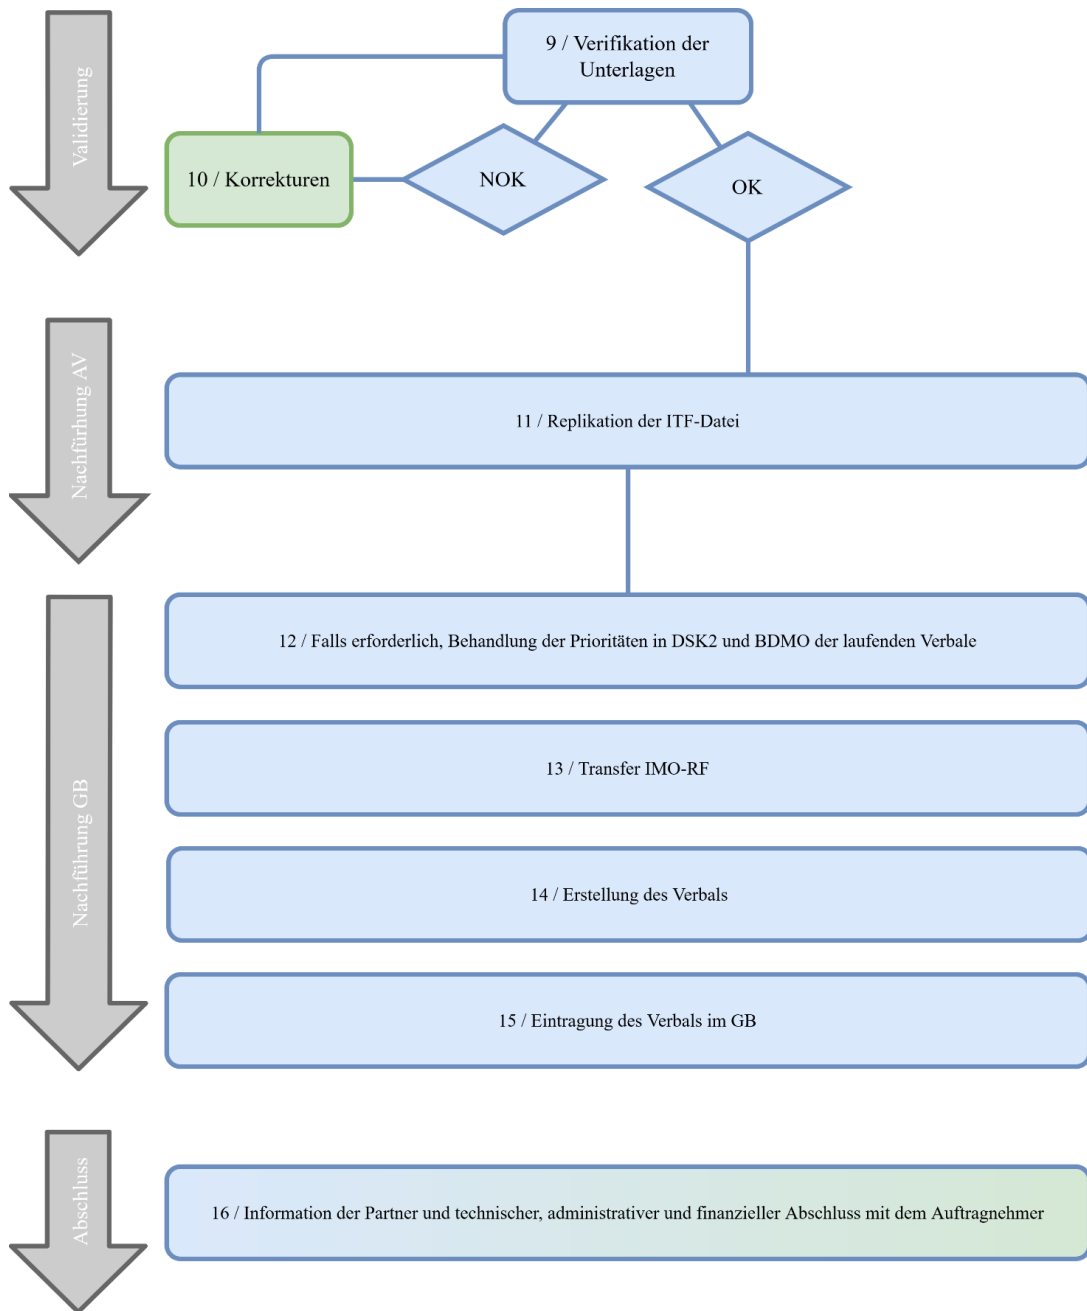 Validierung
9 / Verifikation der
Unterlagen
10 / Korrekturen
NOK
OK
Nachfürhung AV
11 / Replikation der ITF-Datei
Nachführung GB
12 / Falls erforderlich, Behandlung der Prioritäten in DSK2 und BDMO der laufenden Verbale
13 / Transfer IMO-RF
14 / Erstellung des Verbals
15 / Eintragung des Verbals im GB
Abschluss
16 / Information der Partner und technischer, administrativer und finanzieller Abschluss mit dem Auftragnehmer